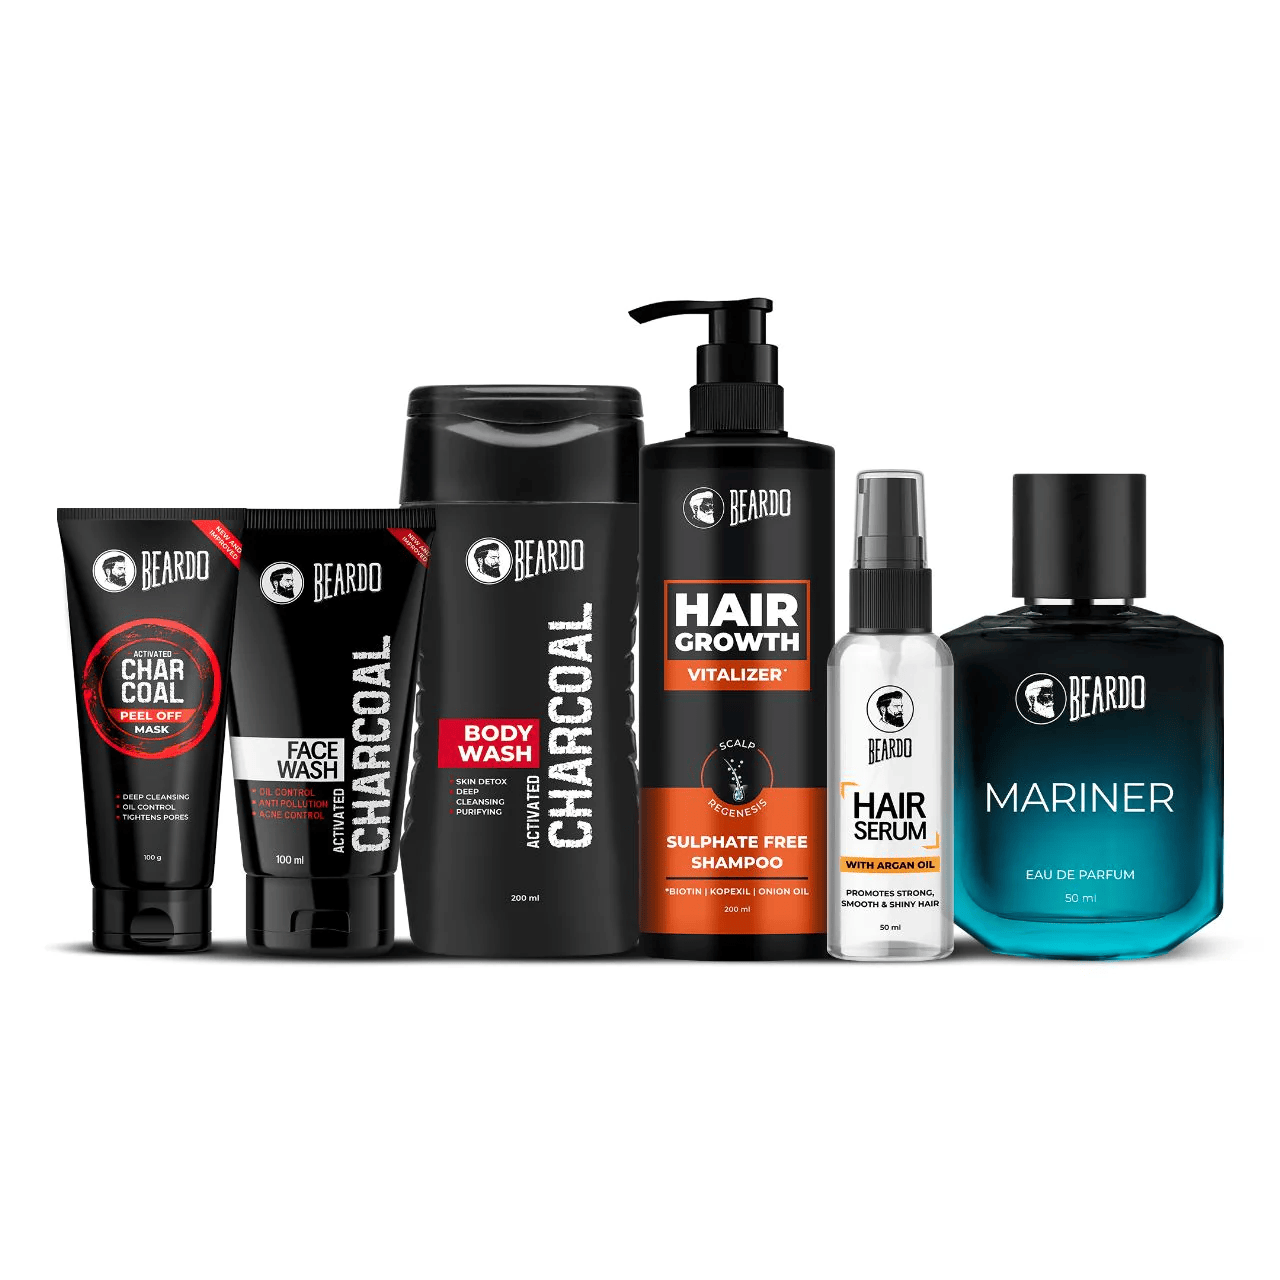 NEW AND
IMPROVED
BEARDO
ACTIVATED
CHAR
COAL
PEEL OFF
MASK
DEEP CLEANSING
OIL CONTROL
TIGHTENS PORES
100 g
NEW AND
IMPROVED
BEARDO
FACE
WASH
ACTIVATED
CHARCOAL
OIL CONTROL
ANTI POLLUTION
ACNE CONTROL
100 ml
BEARDO
BODY
WASH
ACTIVATED
CHARCOAL
SKIN DETOX
DEEP
CLEANSING
PURIFYING
200 ml
BEARDO
HAIR
GROWTH
VITALIZER*
SCALP
REGENESIS
SULPHATE FREE
SHAMPOO
*BIOTIN | KOPEXIL | ONION OIL
200 ml
BEARDO
HAIR
SERUM
WITH ARGAN OIL
PROMOTES STRONG,
SMOOTH & SHINY HAIR
50 ml
BEARDO
MARINER
EAU DE PARFUM
50 ml